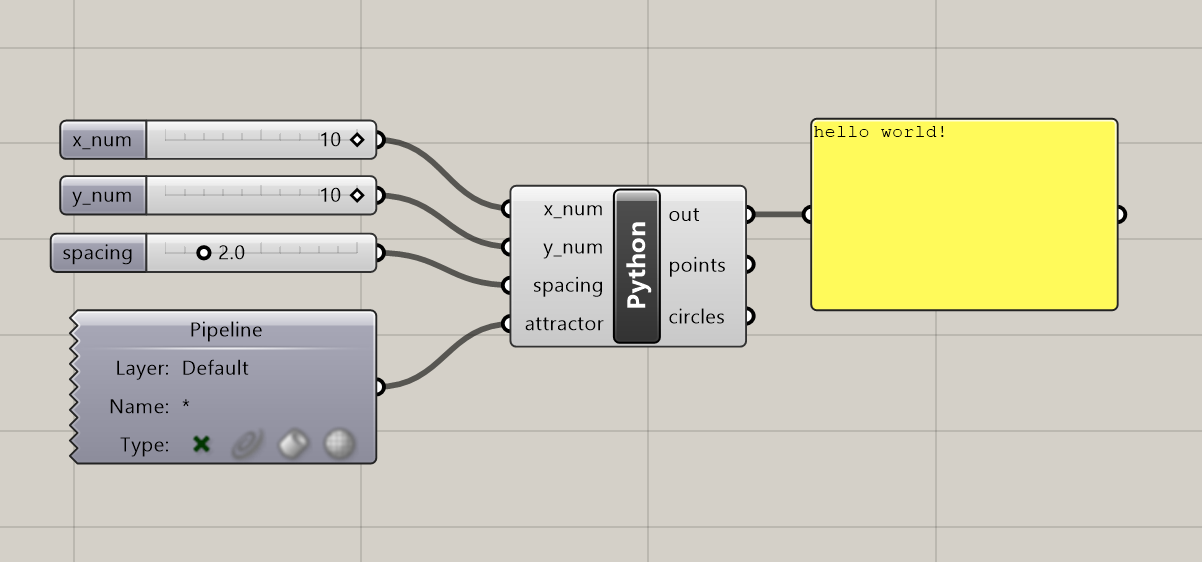 x_num 10
y_num 10
spacing 2.0
Pipeline
Layer: Default
Name: *
Type:
x_num
y_num
spacing
attractor
Python
out
points
circles
hello world!